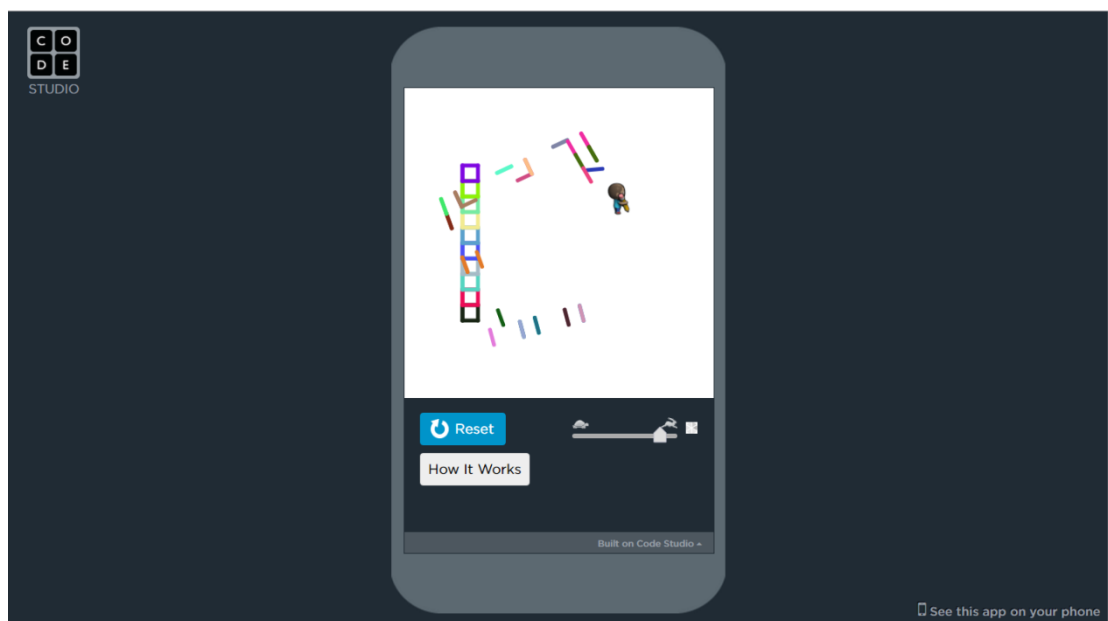 C O
D E
STUDIO
Reset
How It Works
Built on Code Studio
See this app on your phone